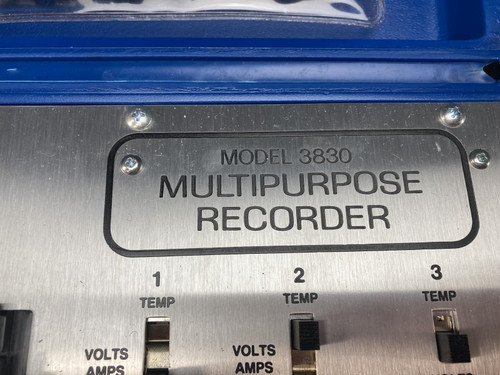 MODEL 3830
MULTIPURPOSE
RECORDER
1 2 3
TEMP TEMP TEMP
VOLTS VOLTS
AMPS AMPS